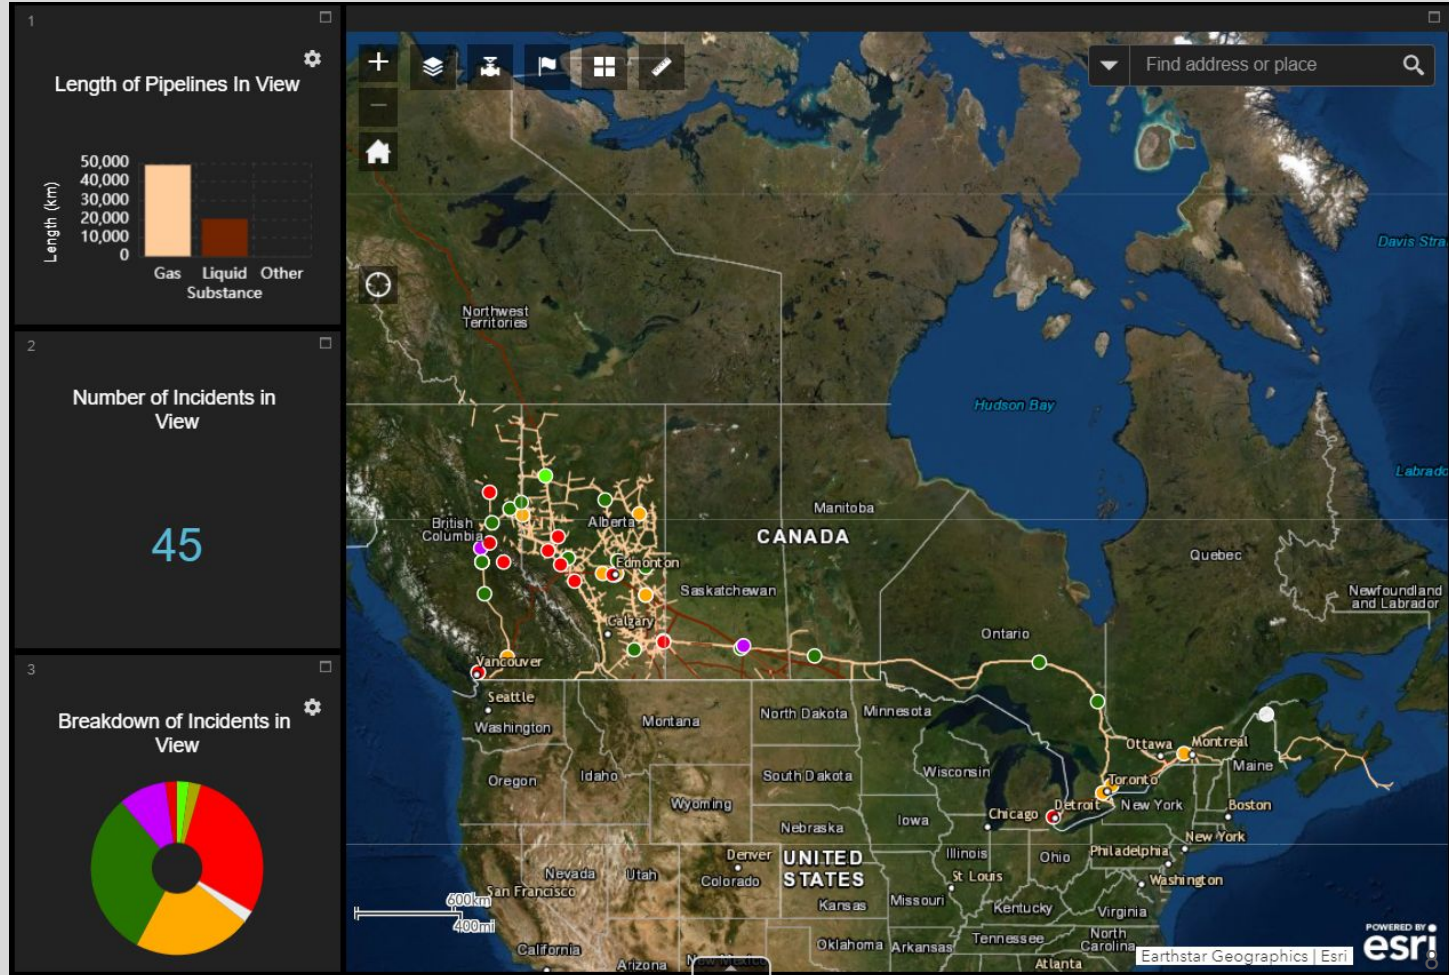 1
Length of Pipelines In View
Length (km)
50,000
40,000
30,000
20,000
10,000
0
Gas Liquid Other
Substance
2
Number of Incidents in
View
45
3
Breakdown of Incidents in
View
Find address or place
Northwest
Territories
Davis Stra
Hudson Bay
Labrado
British
Columbia
Alberta
Manitoba
CANADA
Quebec
Edmonton
Saskatchewan
Newfoundland
and Labrador
Calgary
Ontario
Vancouver
Seattle
Washington
Montana
North Dakota
Minnesota
Ottawa
Montreal
Maine
Oregon
Idaho
South Dakota
Wisconsin
Toronto
Wyoming
Detroit
New York
Boston
Chicago
Iowa
Nebraska
New York
Denver
UNITED
STATES
Illinois
Ohio
Philadelphia
Nevada
Utah
Colorado
St Louis
Washington
San Francisco
Kansas
Missouri
Kentucky
Virginia
600km
400mi
California
Arizona
New Mexico
Oklahoma
Arkansas
Tennessee
North
Carolina
Atlanta
POWERED BY
esri
Earthstar Geographics | Esri